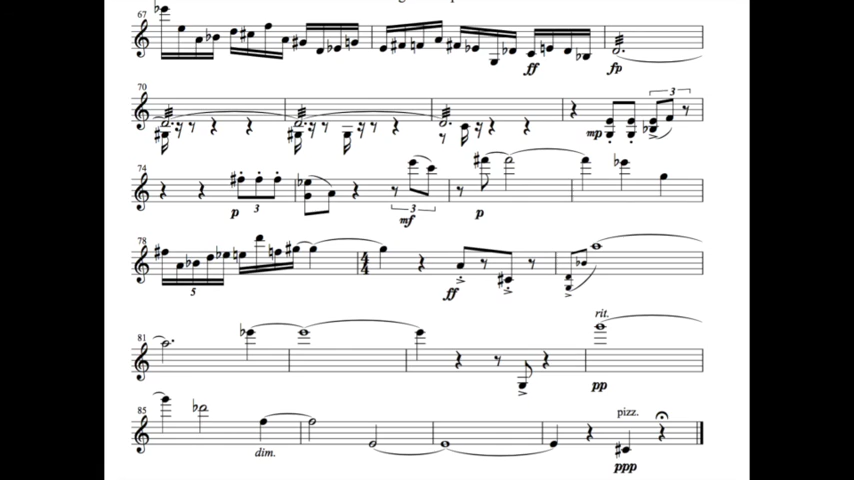 67
ff
fp
70
3
mp
74
3
3
p
mf
p
78
5
4
4
ff
81
rit.
pp
85
pizz.
dim.
ppp